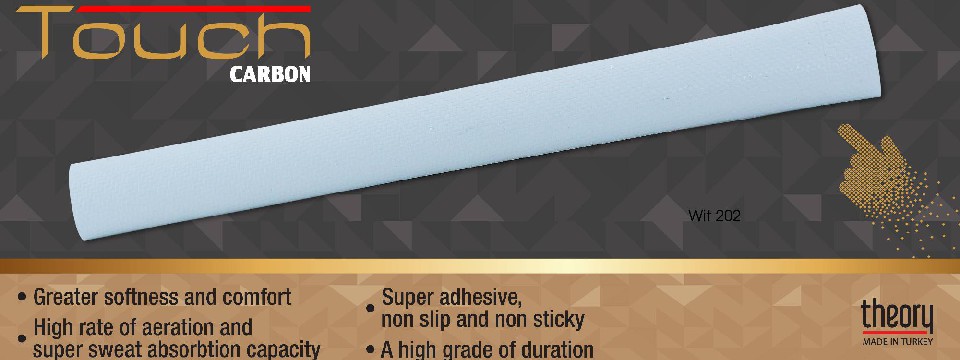 Touch
CARBON
Wit 202
• Greater softness and comfort
• High rate of aeration and
super sweat absorbtion capacity
• Super adhesive,
non slip and non sticky
• A high grade of duration
theory
MADE IN TURKEY